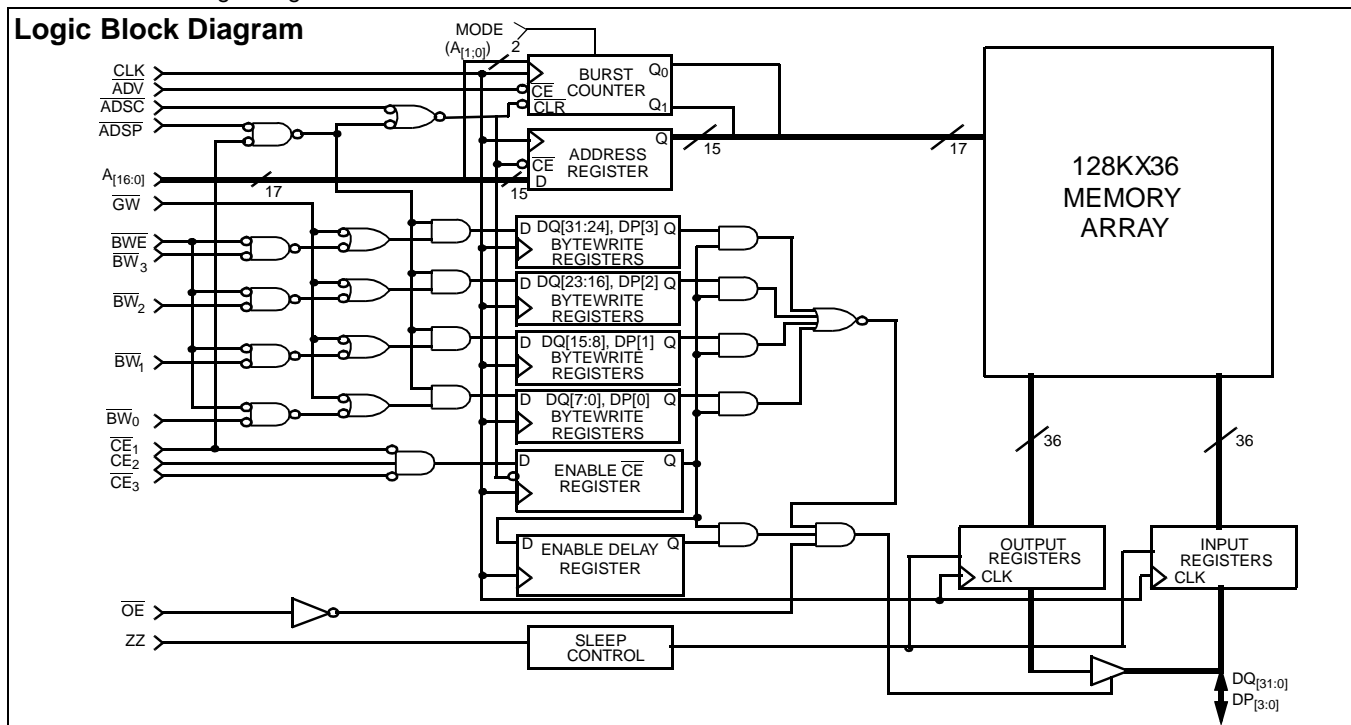 Logic Block Diagram
MODE
(A[1;0])
2
CLK
ADV
ADSC
ADSP
A[16:0]
GW
BWE
BW3
BW2
BW1
BW0
CE1
CE2
CE3
OE
ZZ
17
15
BURST
COUNTER
CE
CLR
Q0
Q1
ADDRESS
REGISTER
CE
D
Q
15
17
128KX36
MEMORY
ARRAY
D DQ[31:24], DP[3] Q
BYTEWRITE
REGISTERS
D DQ[23:16], DP[2] Q
BYTEWRITE
REGISTERS
D DQ[15:8], DP[1] Q
BYTEWRITE
REGISTERS
D DQ[7:0], DP[0] Q
BYTEWRITE
REGISTERS
D ENABLE CE Q
REGISTER
D ENABLE DELAY Q
REGISTER
SLEEP
CONTROL
36
36
OUTPUT
REGISTERS
CLK
INPUT
REGISTERS
CLK
DQ[31:0]
DP[3:0]